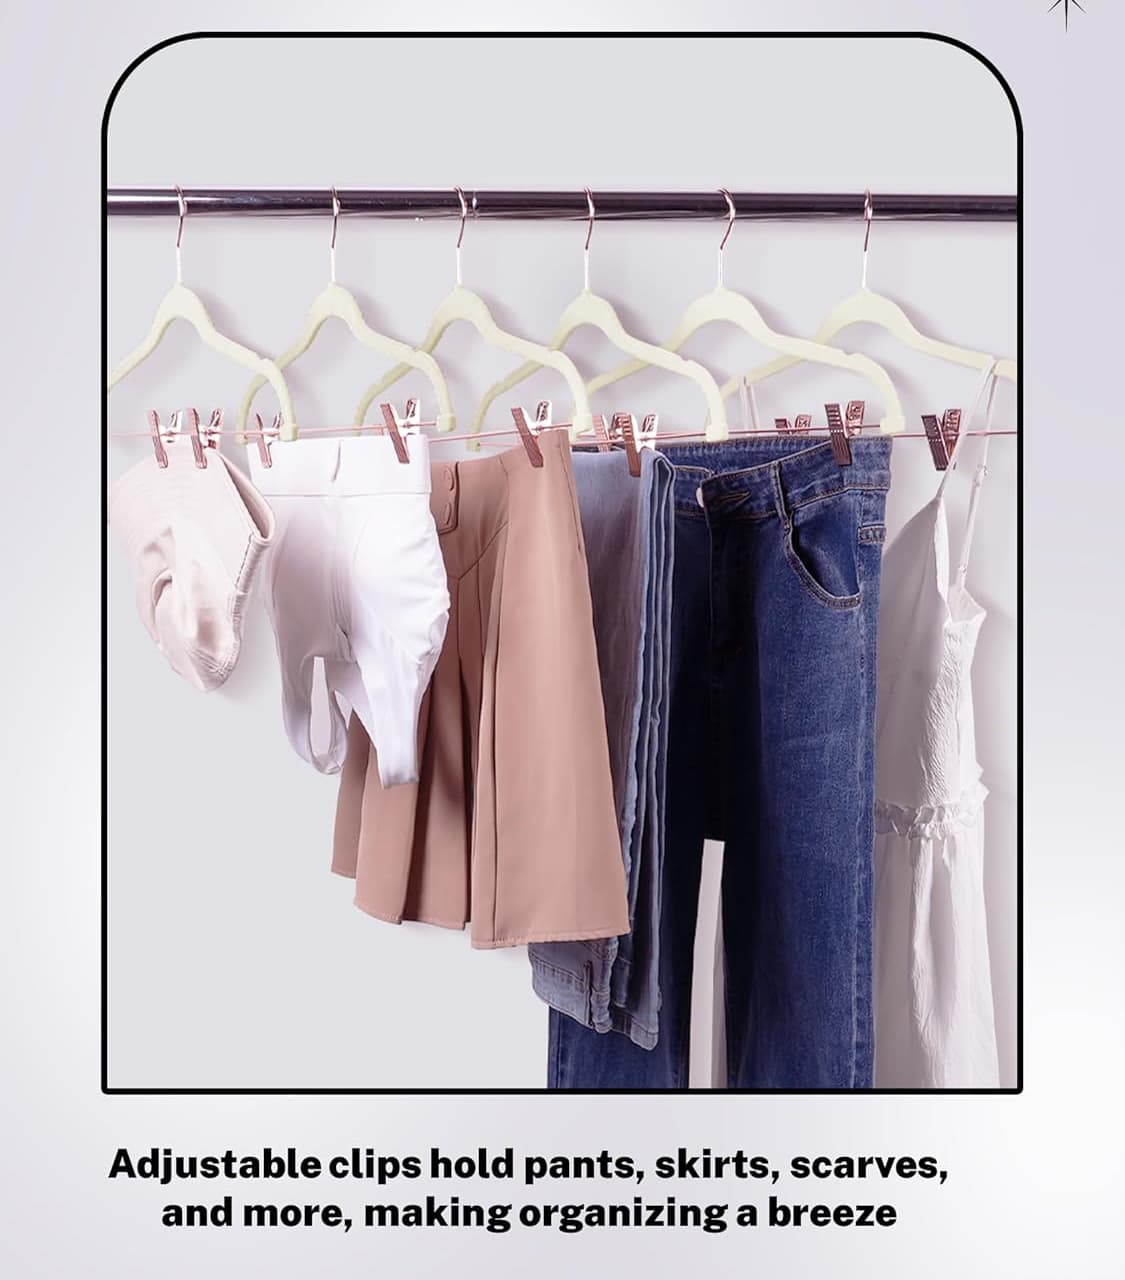 Adjustable clips hold pants, skirts, scarves,
and more, making organizing a breeze